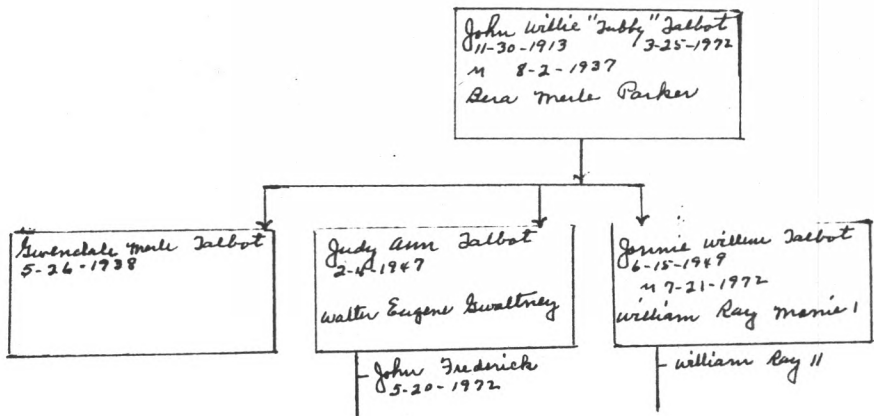 John Willie "Tubby" Talbot
11-30-1913 3-25-1972
M 8-2-1937
Bera Merle Parker
Gwendale Merle Talbot
5-26-1938
Judy Ann Talbot
2-4-1947
Walter Eugene Gwaltney
John Frederick
5-20-1972
Jonnie Willene Talbot
6-15-1949
M 7-21-1972
William Ray Manie I
William Ray II